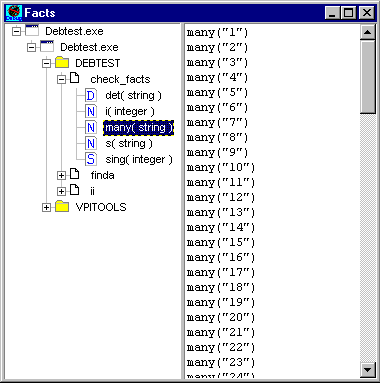 Facts
Debtest.exe
Debtest.exe
DEBTEST
check_facts
D det( string )
N i( integer )
N many( string )
N s( string )
S sing( integer )
finda
ii
VPITOOLS
many("1")
many("2")
many("3")
many("4")
many("5")
many("6")
many("7")
many("8")
many("9")
many("10")
many("11")
many("12")
many("13")
many("14")
many("15")
many("16")
many("17")
many("18")
many("19")
many("20")
many("21")
many("22")
many("23")
many("24")